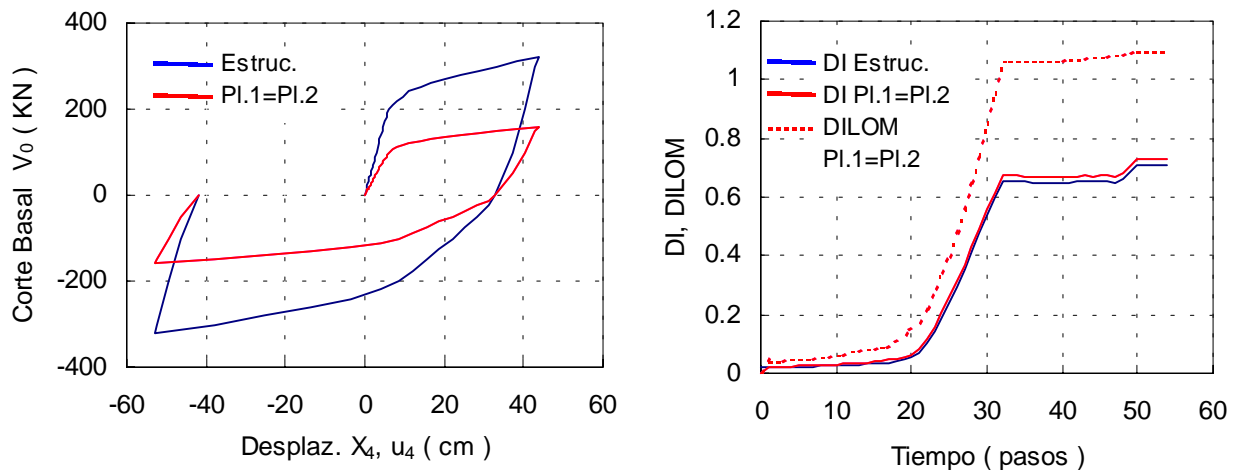 400
200
0
-200
-400
Corte Basal V0 ( KN )
Estruc.
Pl.1=Pl.2
-60 -40 -20 0 20 40 60
Desplaz. X4, u4 ( cm )
1.2
1
0.8
0.6
0.4
0.2
0
DI, DILOM
DI Estruc.
DI Pl.1=Pl.2
DILOM
Pl.1=Pl.2
0 10 20 30 40 50 60
Tiempo ( pasos )